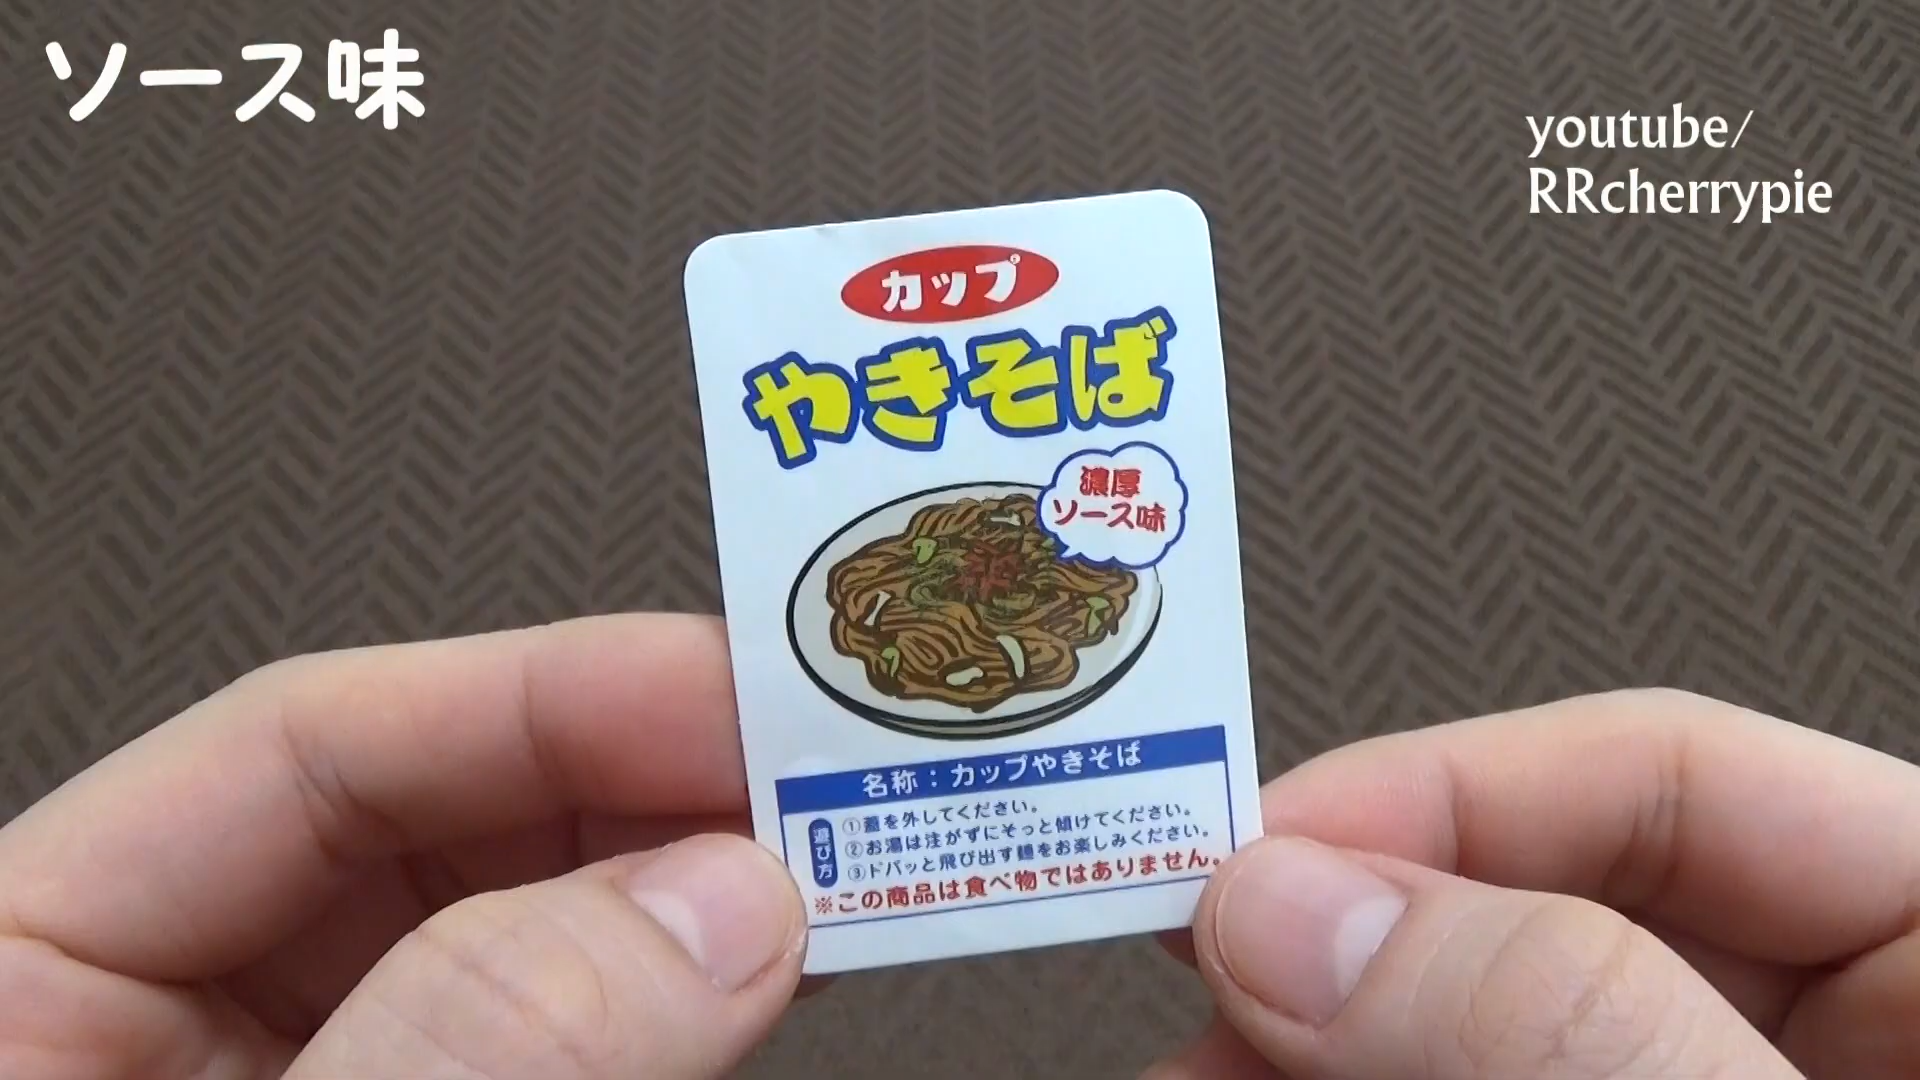 ソース味
youtube/
RRcherrypie
カップ
やきそば
濃厚
ソース味
名称：カップやきそば
遊び方
①蓋を外してください。
②お湯は注がずにそっと傾けてください。
③ドバッと飛び出す麺をお楽しみください。
※この商品は食べ物ではありません。